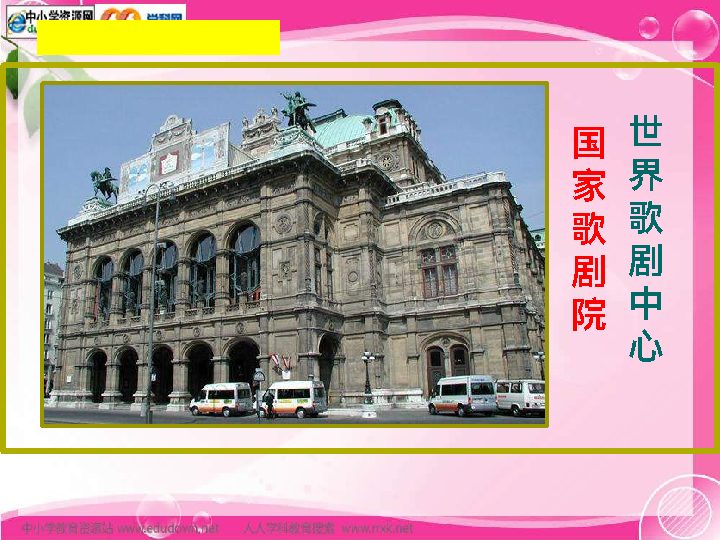 中小学资源网
学科网
世界歌剧中心
国家歌剧院
中小学教育资源站 www.edudown.net 人人学科教育搜索 www.rrxk.net